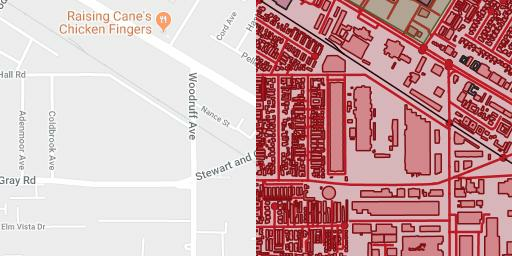 Raising Cane's
Chicken Fingers
Cord Ave
Hall Rd
Woodruff Ave
Nance St
Adenmoor Ave
Coldbrook Ave
Stewart and
Gray Rd
Elm Vista Dr